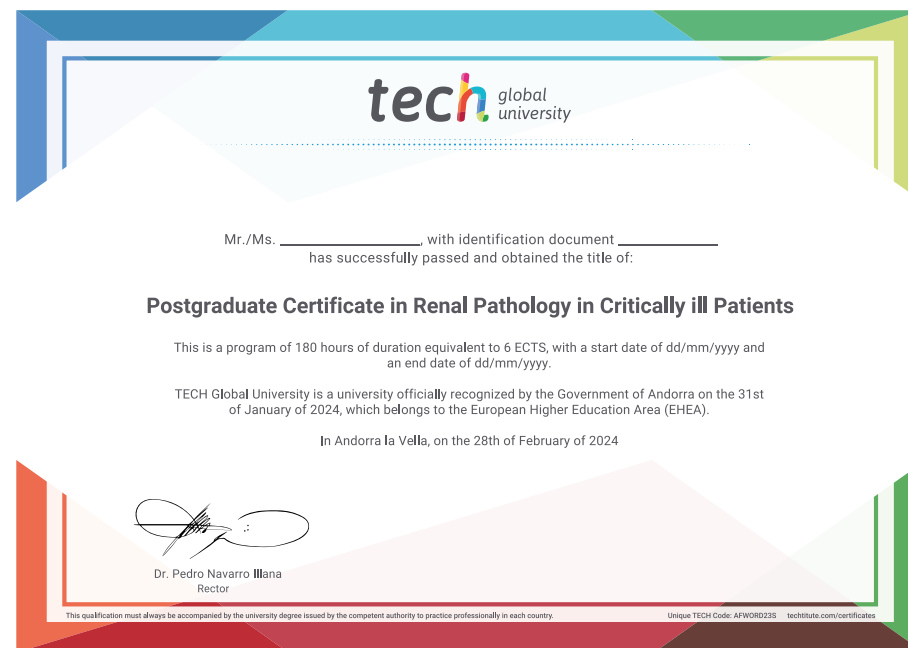 tech global university
Mr./Ms. ____________, with identification document ____________
has successfully passed and obtained the title of:
Postgraduate Certificate in Renal Pathology in Critically ill Patients
This is a program of 180 hours of duration equivalent to 6 ECTS, with a start date of dd/mm/yyyy and
an end date of dd/mm/yyyy.
TECH Global University is a university officially recognized by the Government of Andorra on the 31st
of January of 2024, which belongs to the European Higher Education Area (EHEA).
In Andorra la Vella, on the 28th of February of 2024
Dr. Pedro Navarro Illana
Rector
This qualification must always be accompanied by the university degree issued by the competent authority to practice professionally in each country.
Unique TECH Code: AFWORD23S techtitute.com/certificates